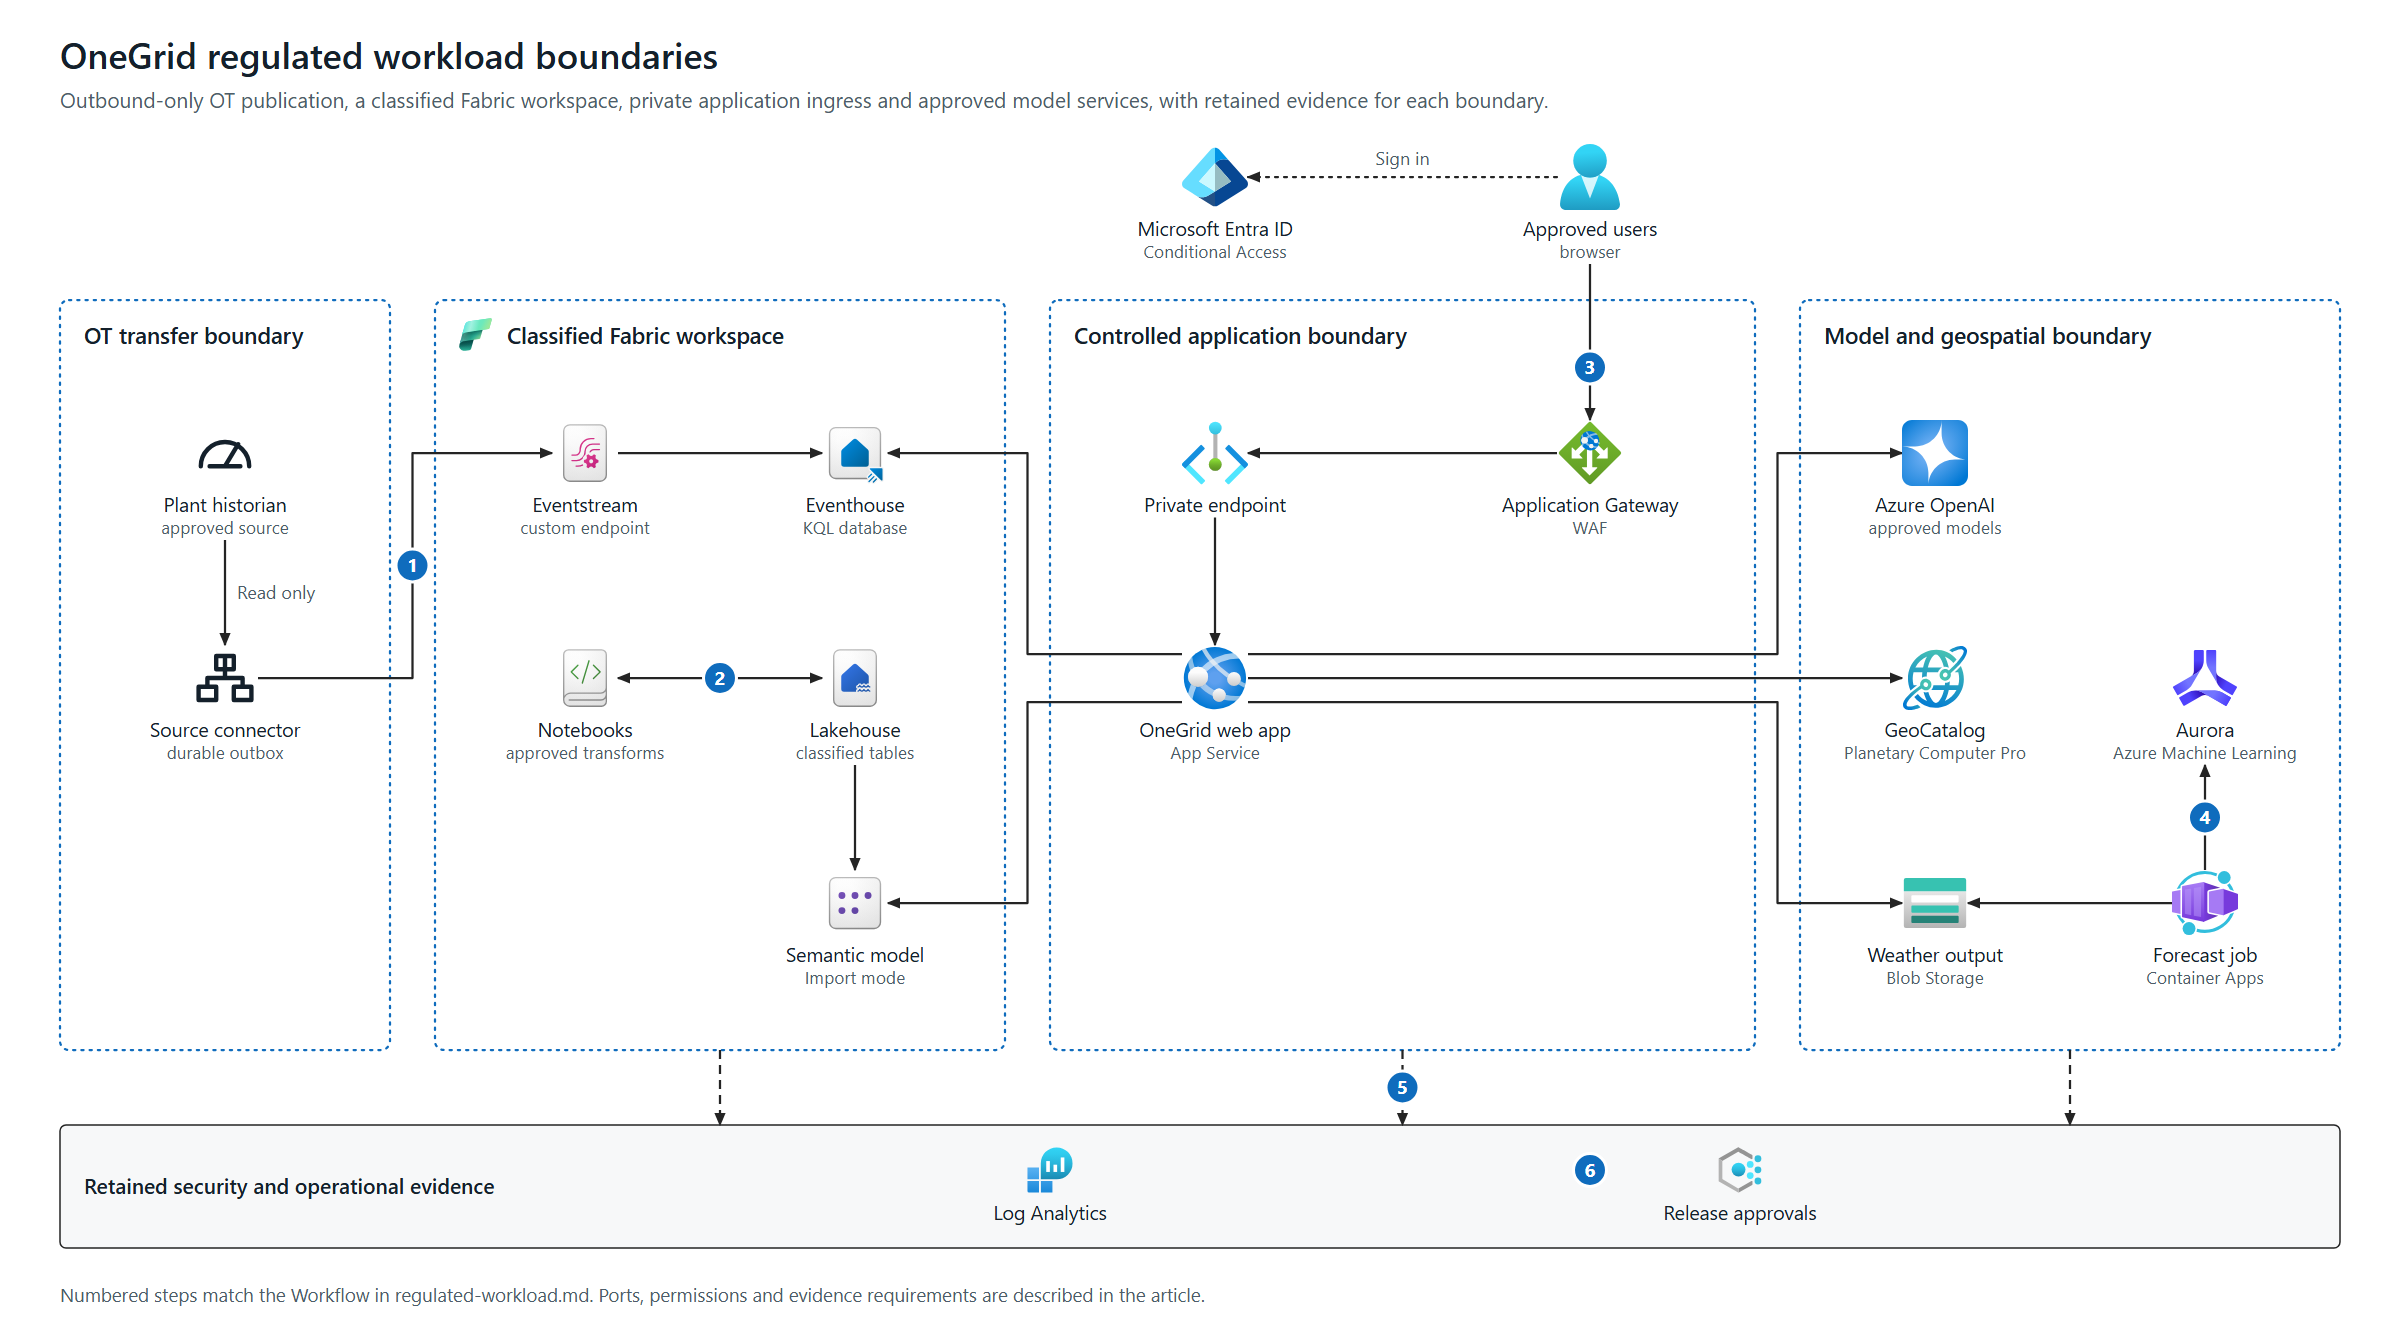 OneGrid regulated workload boundaries
Outbound-only OT publication, a classified Fabric workspace, private application ingress and approved model services, with retained evidence for each boundary.
Sign in
Microsoft Entra ID
Conditional Access
Approved users
browser
OT transfer boundary
Plant historian
approved source
Read only
Source connector
durable outbox
1
Classified Fabric workspace
Eventstream
custom endpoint
Eventhouse
KQL database
Notebooks
approved transforms
2
Lakehouse
classified tables
Semantic model
Import mode
Controlled application boundary
3
Private endpoint
Application Gateway
WAF
OneGrid web app
App Service
Model and geospatial boundary
Azure OpenAI
approved models
GeoCatalog
Planetary Computer Pro
Aurora
Azure Machine Learning
4
Weather output
Blob Storage
Forecast job
Container Apps
5
Retained security and operational evidence
Log Analytics
6
Release approvals
Numbered steps match the Workflow in regulated-workload.md. Ports, permissions and evidence requirements are described in the article.